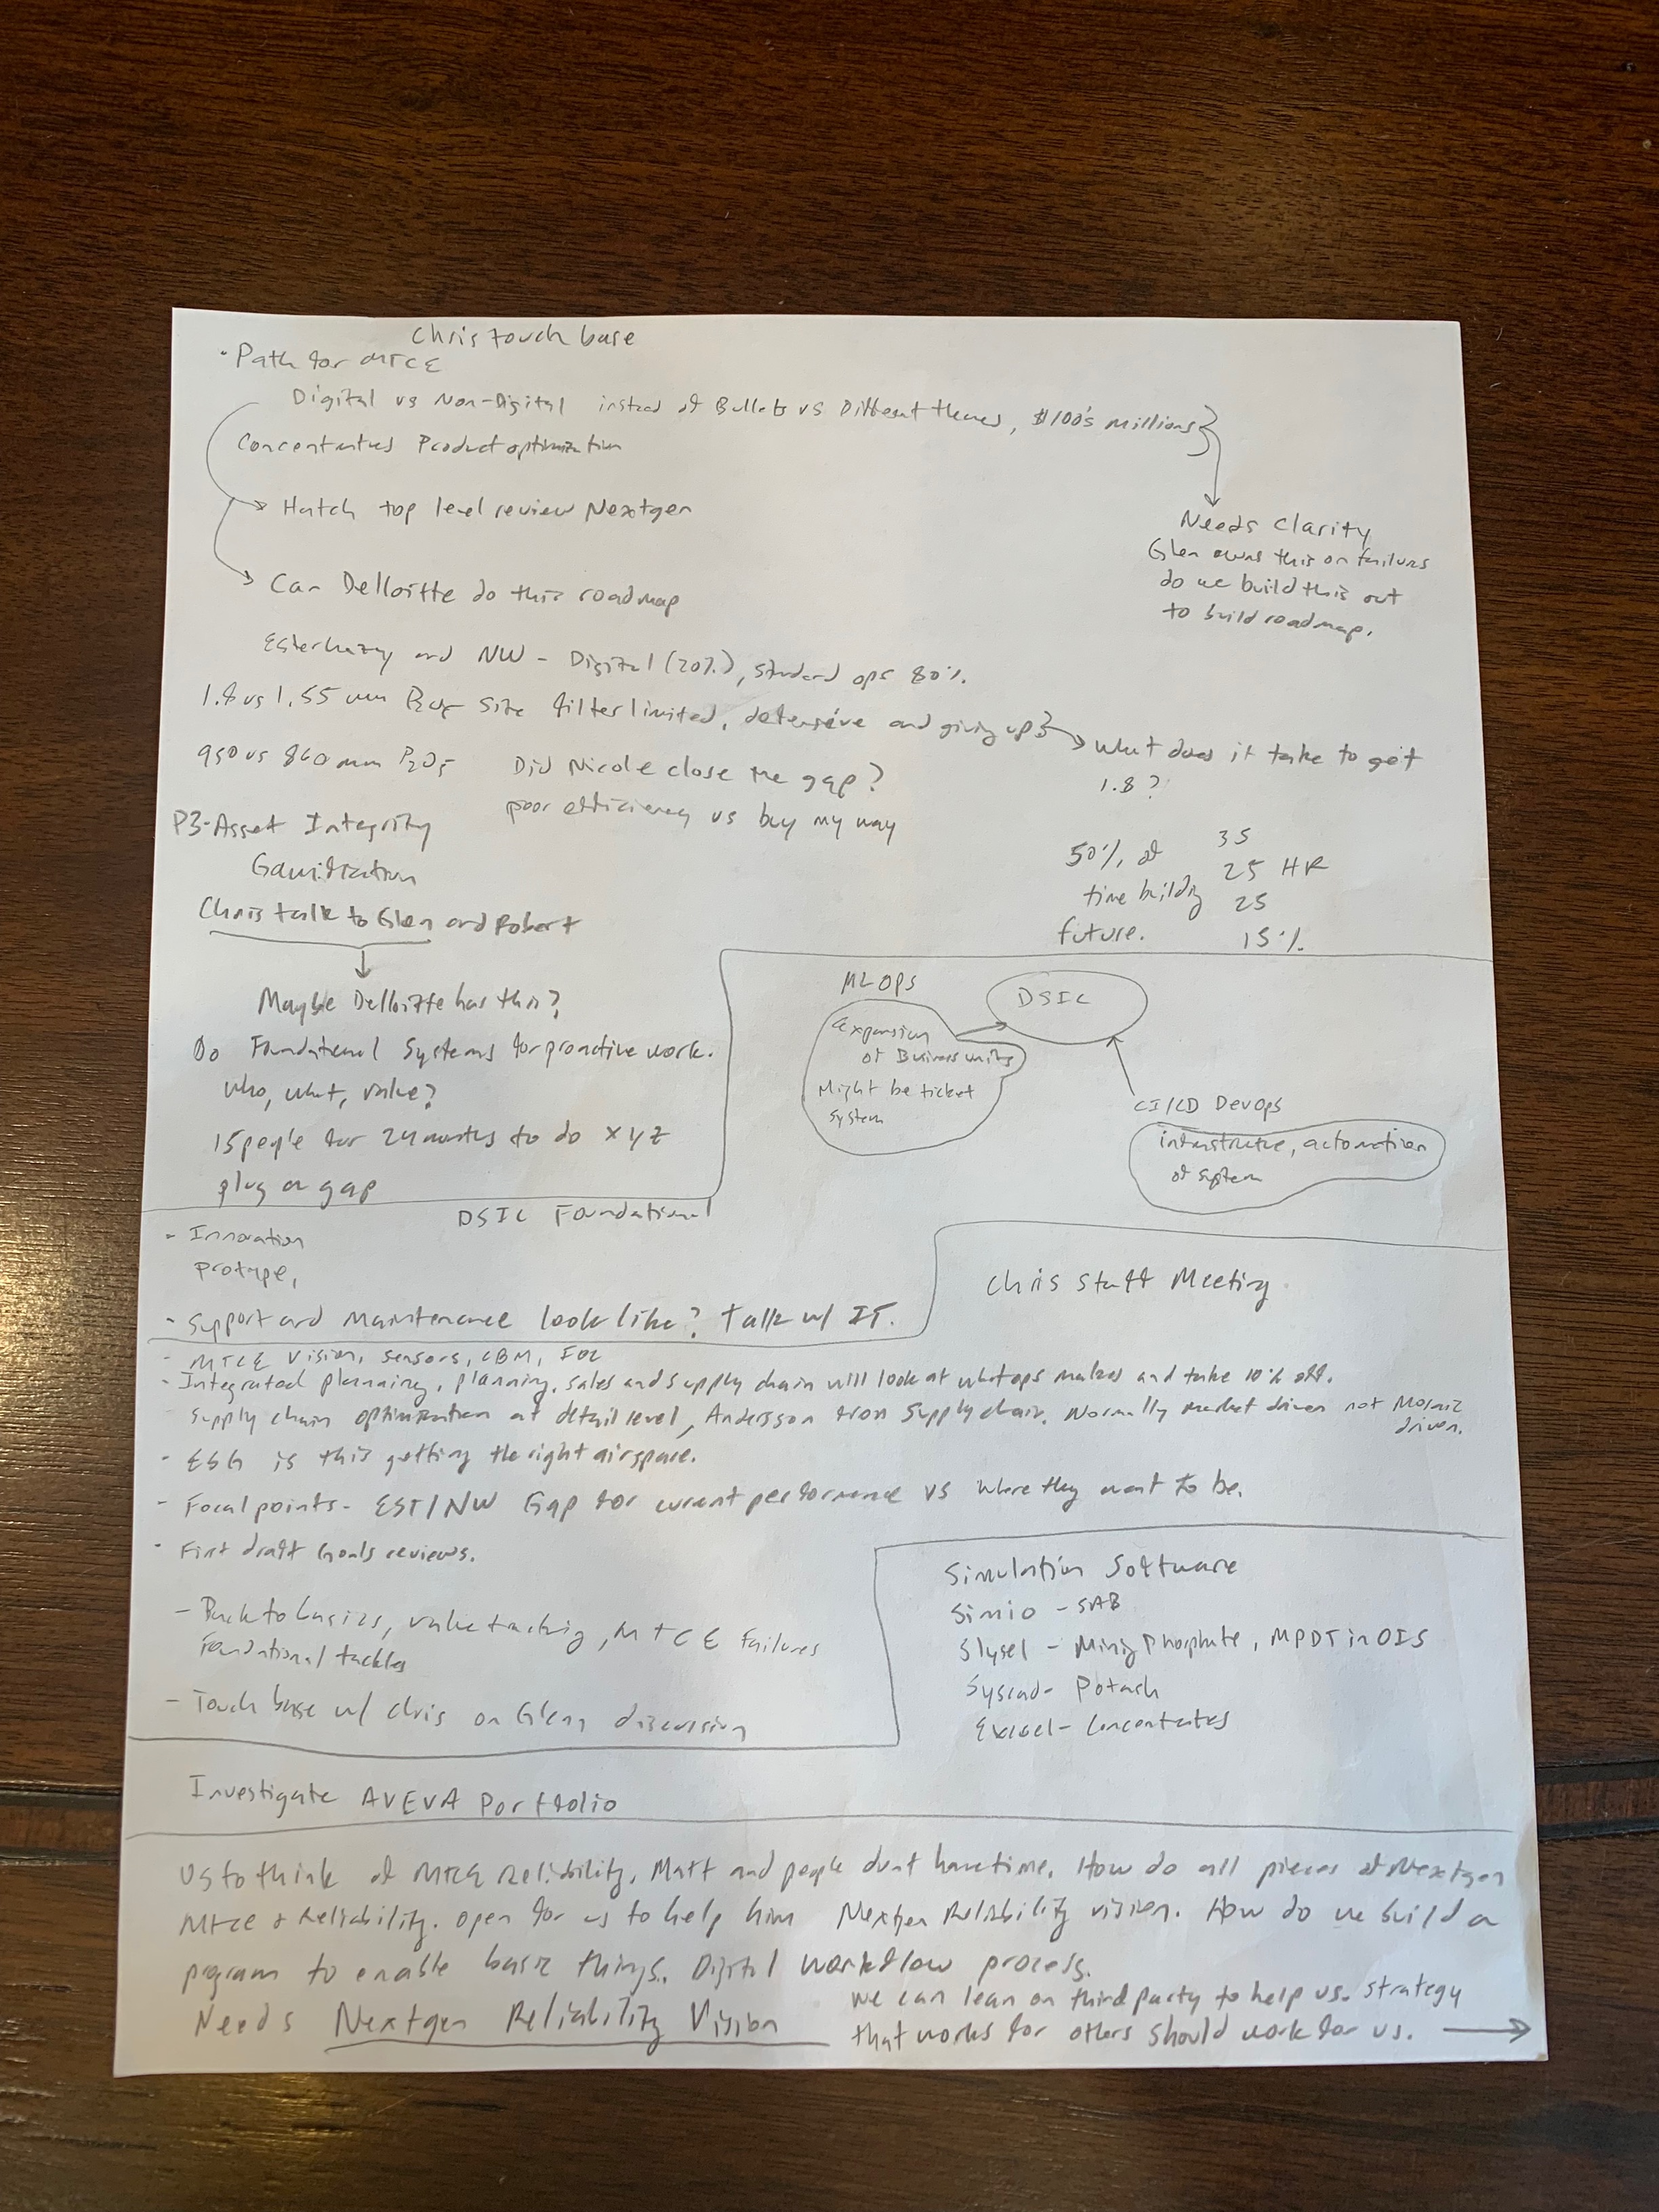 Chris touch base
· Path for MTCE
Digital vs Non-Digital instead of Bullets vs Different themes, $100's millions
Concentrates Product optimization
Hatch top level review Nextgen
Needs Clarity
Glen owns this on failures
do we build this out
to build roadmap.
Can Delloitte do this roadmap
Esterhazy and NW - Digital (20%), standard ops 80%.
1.8 vs 1.55 mm Rock Size filter limited, defensive and giving up
what does it take to get
1.8?
950 vs 860 mm P2O5
Did Nicole close the gap?
poor efficiency vs buy my way
P3-Asset Integrity
Gamification
Chris talk to Glen and Robert
50% of
time building
future.
35
25 HR
25
15%
Maybe Delloitte has this?
Do Foundational Systems for proactive work.
who, what, value?
15 people for 24 months to do xyz
plug on gap
MLOPs
expansion
of Business units
Might be ticket
system
DSIC
CI/CD DevOps
infrastructure, automation
of system
DSIC Foundational
- Innovation
Protype,
- Support and Maintenance look like? Talk w/ IT.
Chris Staff Meeting
- MTCE Vision, sensors, CBM, IOC
- Integrated planning, planning, sales and supply chain will look at what ops makes and take 10% off.
Supply chain optimization at detail level, Andersson from Supply chain. Normally market driven not Mosaic
driven.
- ESG is this getting the right airspace.
- Focal points - EST/NW Gap for current performance vs where they want to be.
- First draft Goals reviews.
- Back to basics, value tracking, MTCE Failures
Foundational tackles
- Touch base w/ Chris on Glenn discussion
Simulation Software
Simio - SAB
Slysel - Mining Phosphate, MPDT in OIS
Syscad - Potash
Excel - Concentrates
Investigate AVEVA Portfolio
Us to think of MTCE Reliability, Matt and people dont have time. How do all pieces of Nextgen
MTCE & Reliability. Open for us to help him Nextgen Reliability vision. How do we build a
program to enable basic things. Digital workflow process.
Needs Nextgen Reliability Vision
we can lean on third party to help us. strategy
that works for others should work for us.